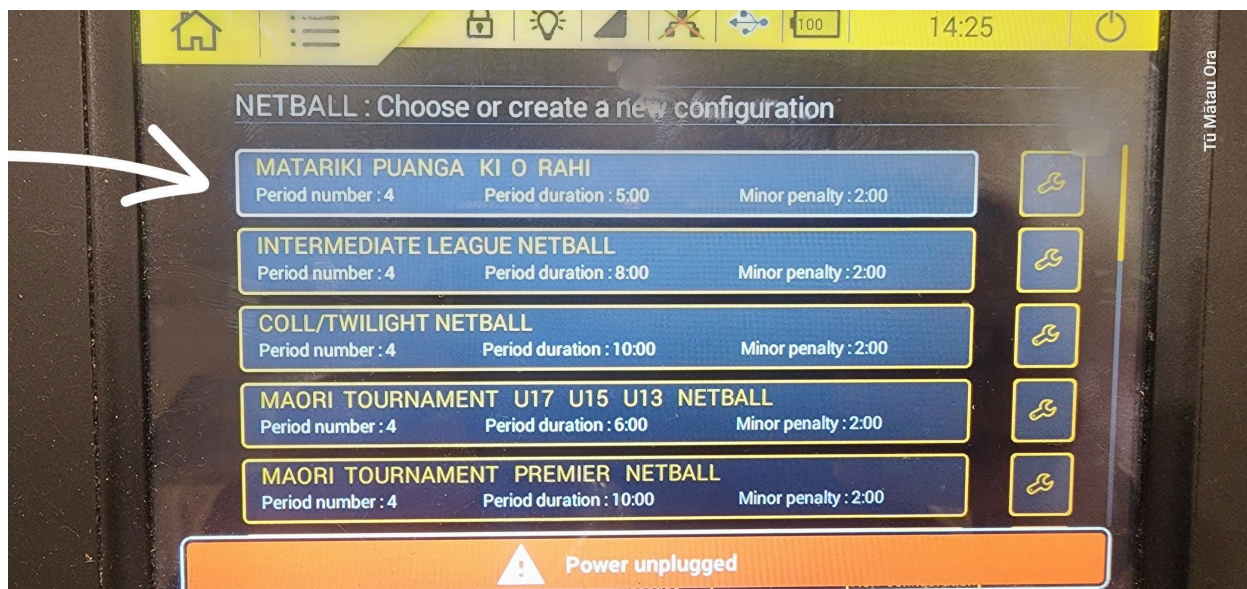 100
14:25
NETBALL : Choose or create a new configuration
MATARIKI PUANGA KI O RAHI
Period number : 4 Period duration : 5:00 Minor penalty : 2:00
INTERMEDIATE LEAGUE NETBALL
Period number : 4 Period duration : 8:00 Minor penalty : 2:00
COLL/TWILIGHT NETBALL
Period number : 4 Period duration : 10:00 Minor penalty : 2:00
MAORI TOURNAMENT U17 U15 U13 NETBALL
Period number : 4 Period duration : 6:00 Minor penalty : 2:00
MAORI TOURNAMENT PREMIER NETBALL
Period number : 4 Period duration : 10:00 Minor penalty : 2:00
Power unplugged
Tū Mātau Ora